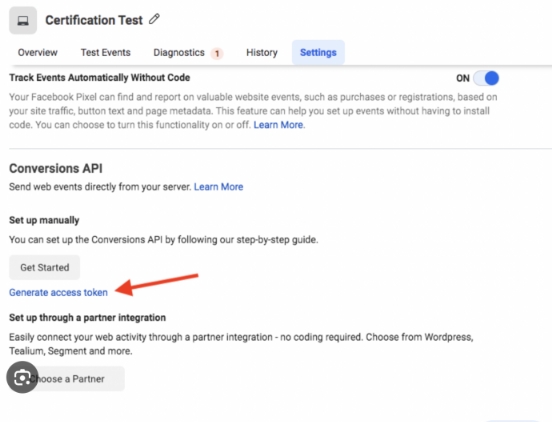 Certification Test
Overview Test Events Diagnostics 1 History Settings
Track Events Automatically Without Code ON
Your Facebook Pixel can find and report on valuable website events, such as purchases or registrations, based on
your site traffic, button text and page metadata. This feature can help you set up events without having to install
code. You can choose to turn this functionality on or off. Learn More.
Conversions API
Send web events directly from your server. Learn More
Set up manually
You can set up the Conversions API by following our step-by-step guide.
Get Started
Generate access token
Set up through a partner integration
Easily connect your web activity through a partner integration - no coding required. Choose from Wordpress,
Tealium, Segment and more.
Choose a Partner